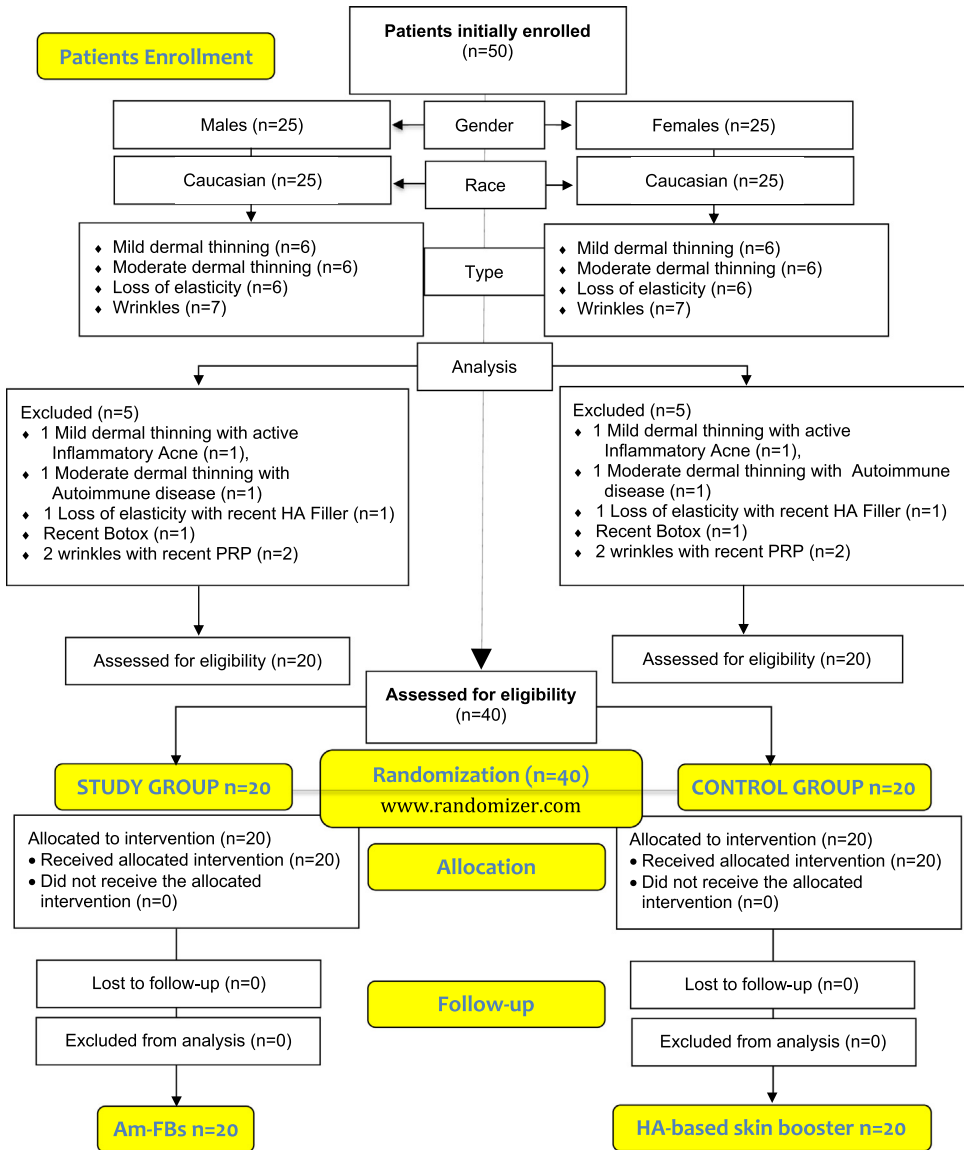 Patients initially enrolled
(n=50)
Patients Enrollment
Males (n=25)
Gender
Females (n=25)
Caucasian (n=25)
Race
Caucasian (n=25)
♦ Mild dermal thinning (n=6)
♦ Moderate dermal thinning (n=6)
♦ Loss of elasticity (n=6)
♦ Wrinkles (n=7)
Type
♦ Mild dermal thinning (n=6)
♦ Moderate dermal thinning (n=6)
♦ Loss of elasticity (n=6)
♦ Wrinkles (n=7)
Analysis
Excluded (n=5)
♦ 1 Mild dermal thinning with active
Inflammatory Acne (n=1),
♦ 1 Moderate dermal thinning with
Autoimmune disease (n=1)
♦ 1 Loss of elasticity with recent HA Filler (n=1)
♦ Recent Botox (n=1)
♦ 2 wrinkles with recent PRP (n=2)
Excluded (n=5)
♦ 1 Mild dermal thinning with active
Inflammatory Acne (n=1),
♦ 1 Moderate dermal thinning with Autoimmune
disease (n=1)
♦ 1 Loss of elasticity with recent HA Filler (n=1)
♦ Recent Botox (n=1)
♦ 2 wrinkles with recent PRP (n=2)
Assessed for eligibility (n=20)
Assessed for eligibility (n=20)
Assessed for eligibility
(n=40)
STUDY GROUP n=20
Randomization (n=40)
www.randomizer.com
CONTROL GROUP n=20
Allocated to intervention (n=20)
• Received allocated intervention (n=20)
• Did not receive the allocated
intervention (n=0)
Allocation
Allocated to intervention (n=20)
• Received allocated intervention (n=20)
• Did not receive the allocated
intervention (n=0)
Lost to follow-up (n=0)
Follow-up
Lost to follow-up (n=0)
Excluded from analysis (n=0)
Excluded from analysis (n=0)
Am-FBs n=20
HA-based skin booster n=20